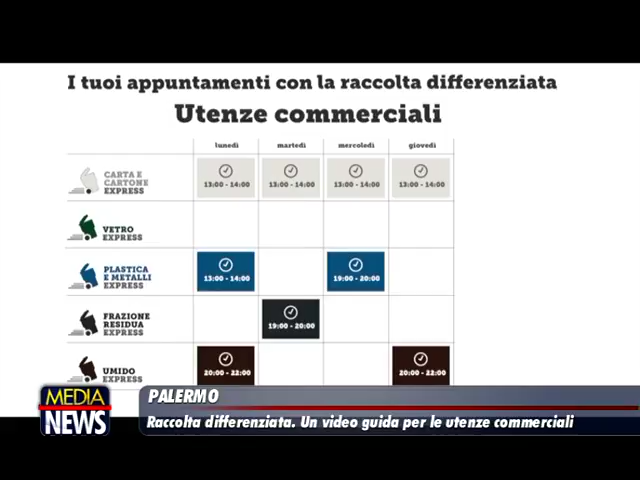 I tuoi appuntamenti con la raccolta differenziata
Utenze commerciali
lunedì martedì mercoledì giovedì
CARTA E
CARTONE
EXPRESS
13:00 - 14:00 13:00 - 14:00 13:00 - 14:00 13:00 - 14:00
VETRO
EXPRESS
PLASTICA
E METALLI
EXPRESS
13:00 - 14:00 19:00 - 20:00
FRAZIONE
RESIDUA
EXPRESS
19:00 - 20:00
UMIDO
EXPRESS
20:00 - 22:00 20:00 - 22:00
MEDIA
NEWS
PALERMO
Raccolta differenziata. Un video guida per le utenze commerciali